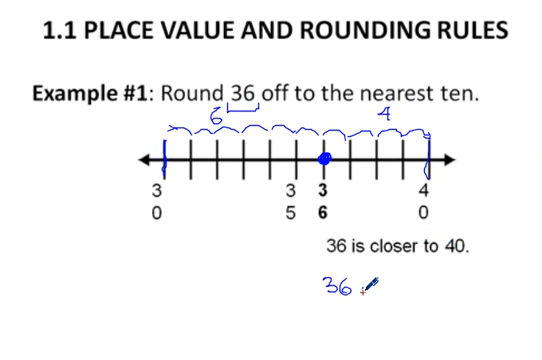 1.1 PLACE VALUE AND ROUNDING RULES
Example #1: Round 36 off to the nearest ten.
6 4
3 3 3 4
0 5 6 0
36 is closer to 40.
36